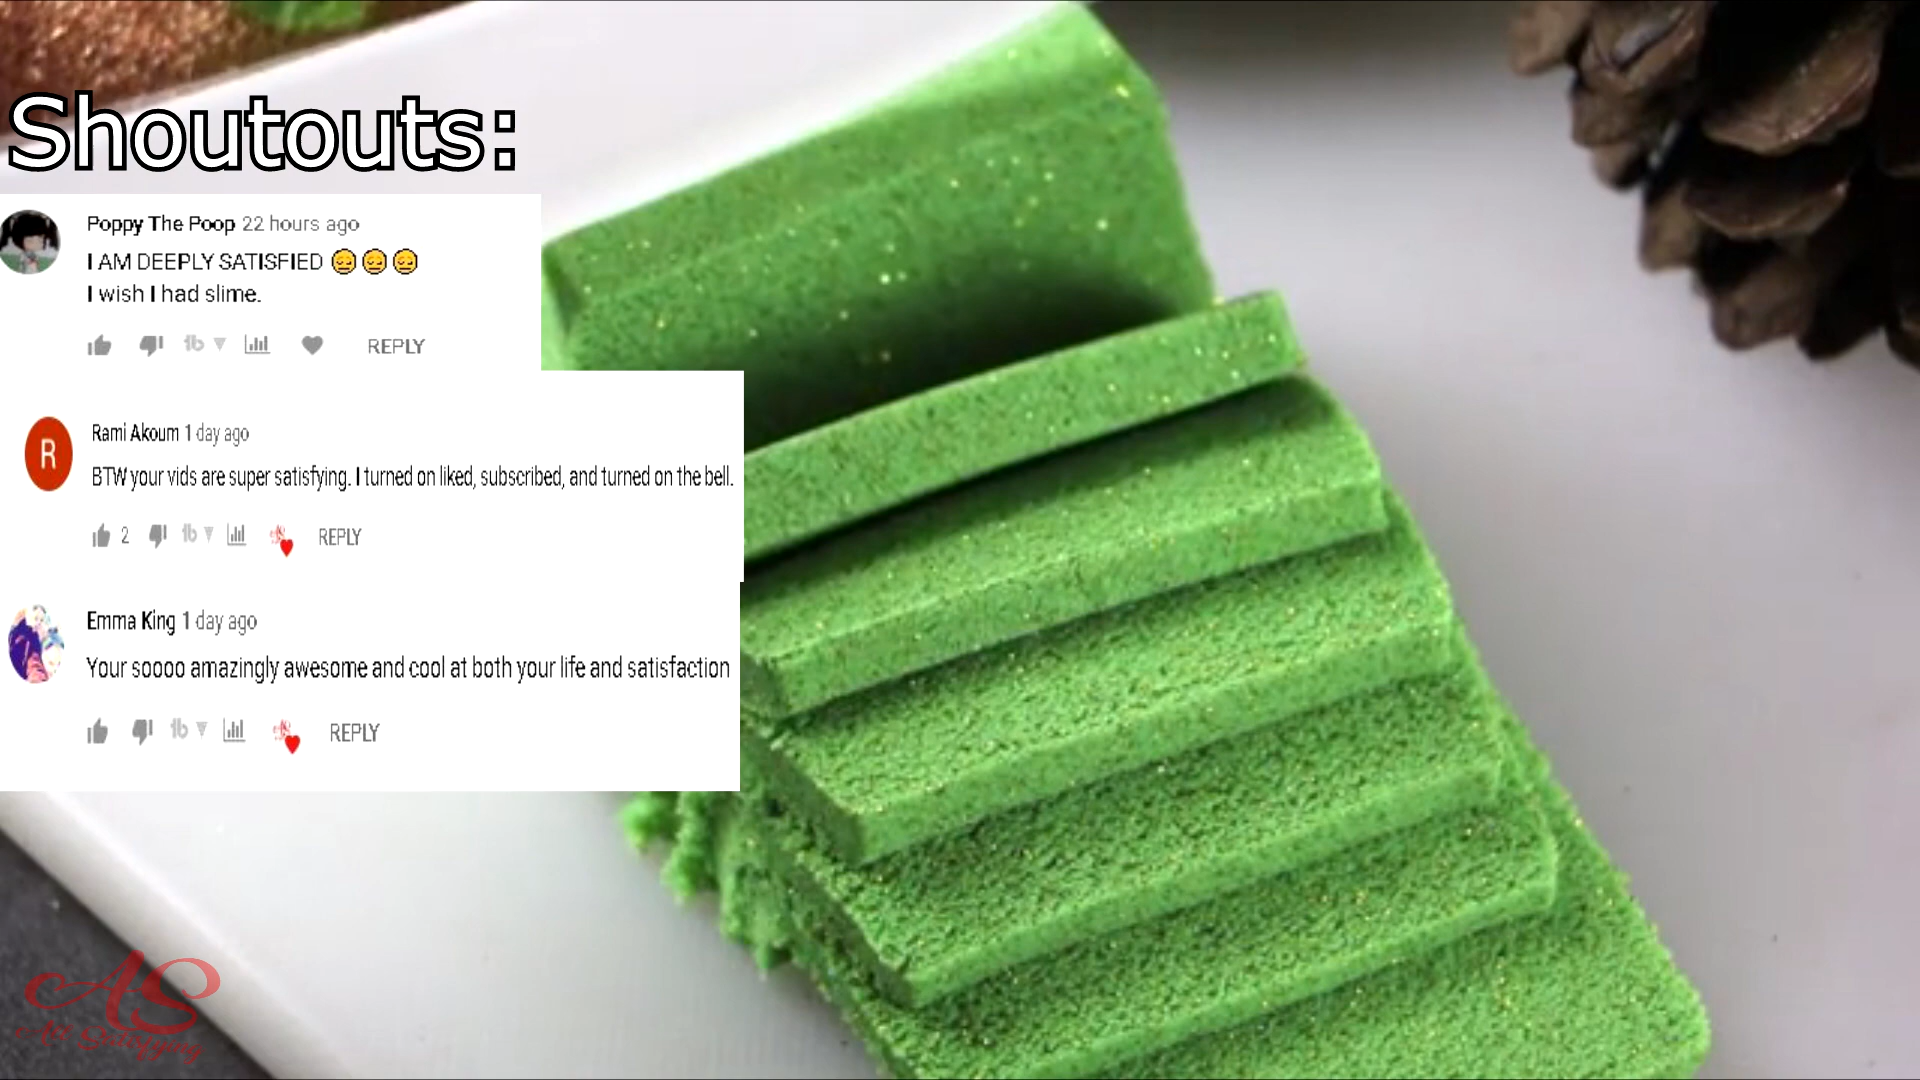 Shoutouts:
Poppy The Poop 22 hours ago
I AM DEEPLY SATISFIED 😔😔😔
I wish I had slime.
REPLY
R
Rami Akoum 1 day ago
BTW your vids are super satisfying. I turned on liked, subscribed, and turned on the bell.
2 REPLY
Emma King 1 day ago
Your soooo amazingly awesome and cool at both your life and satisfaction
REPLY
AS
All Satisfying